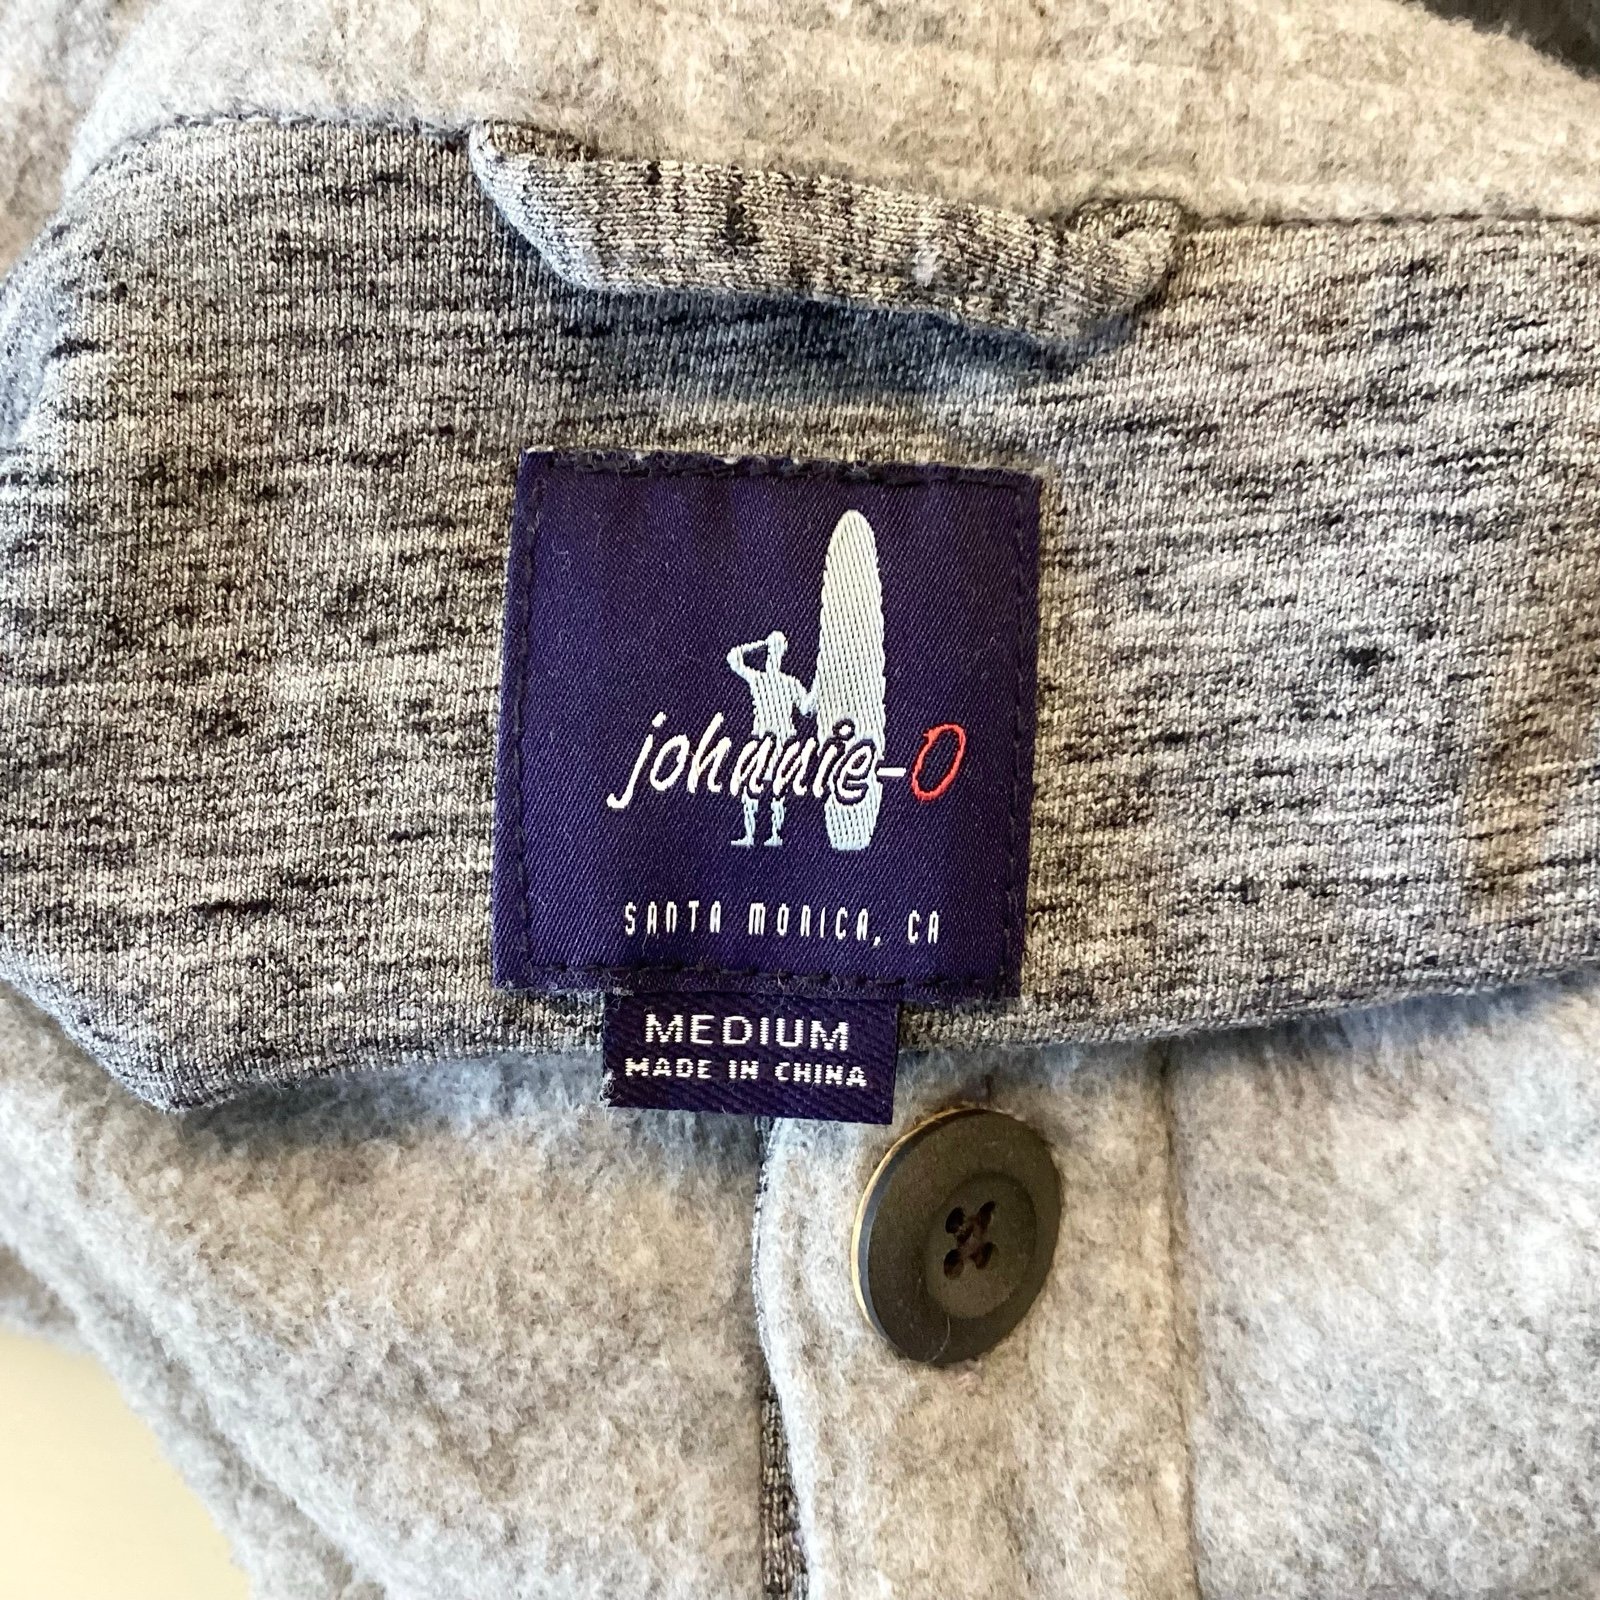 johnnie-O
SANTA MONICA, CA
MEDIUM
MADE IN CHINA